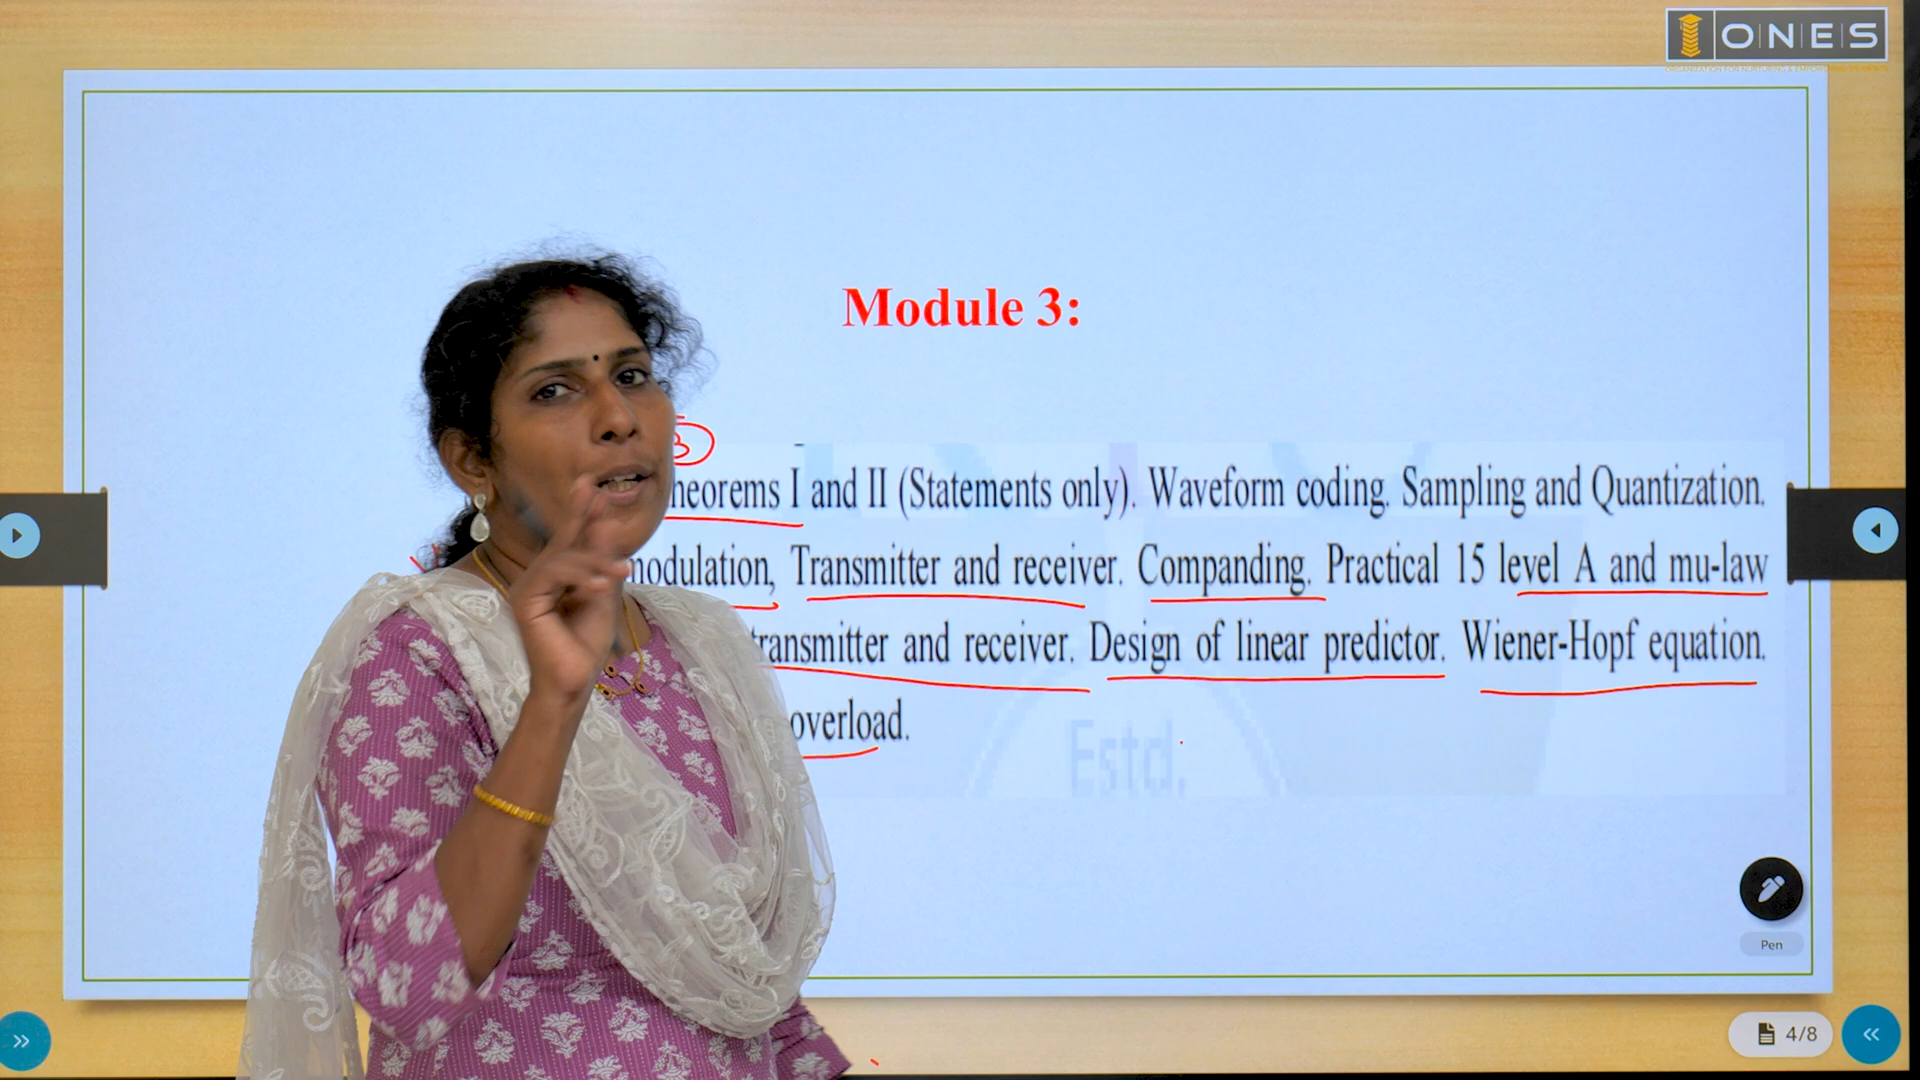 ONES
Module 3:
3
heorems I and II (Statements only). Waveform coding. Sampling and Quantization.
modulation, Transmitter and receiver. Companding. Practical 15 level A and mu-law
transmitter and receiver. Design of linear predictor. Wiener-Hopf equation.
overload.
Estd.
Pen
4/8